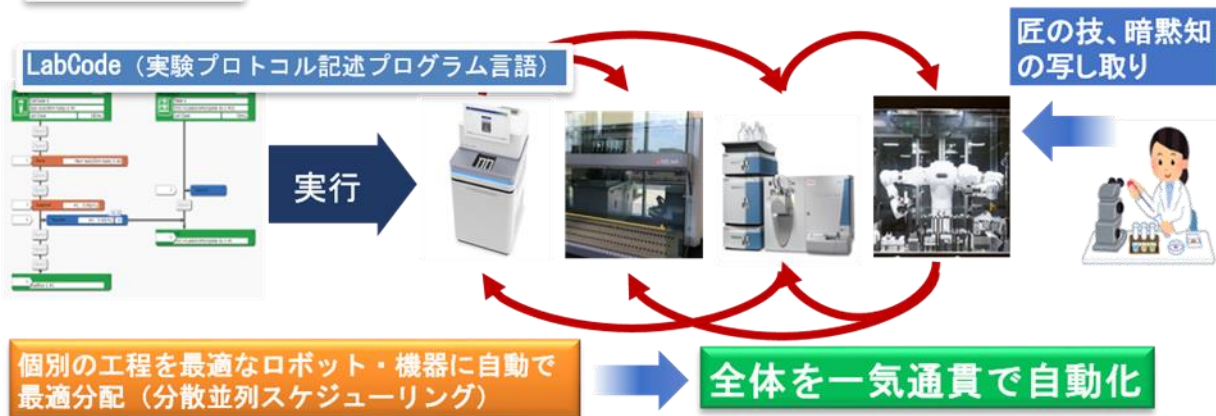 LabCode（実験プロトコル記述プログラム言語）
匠の技、暗黙知
の写し取り
実行
個別の工程を最適なロボット・機器に自動で
最適分配（分散並列スケジューリング）
全体を一気通貫で自動化